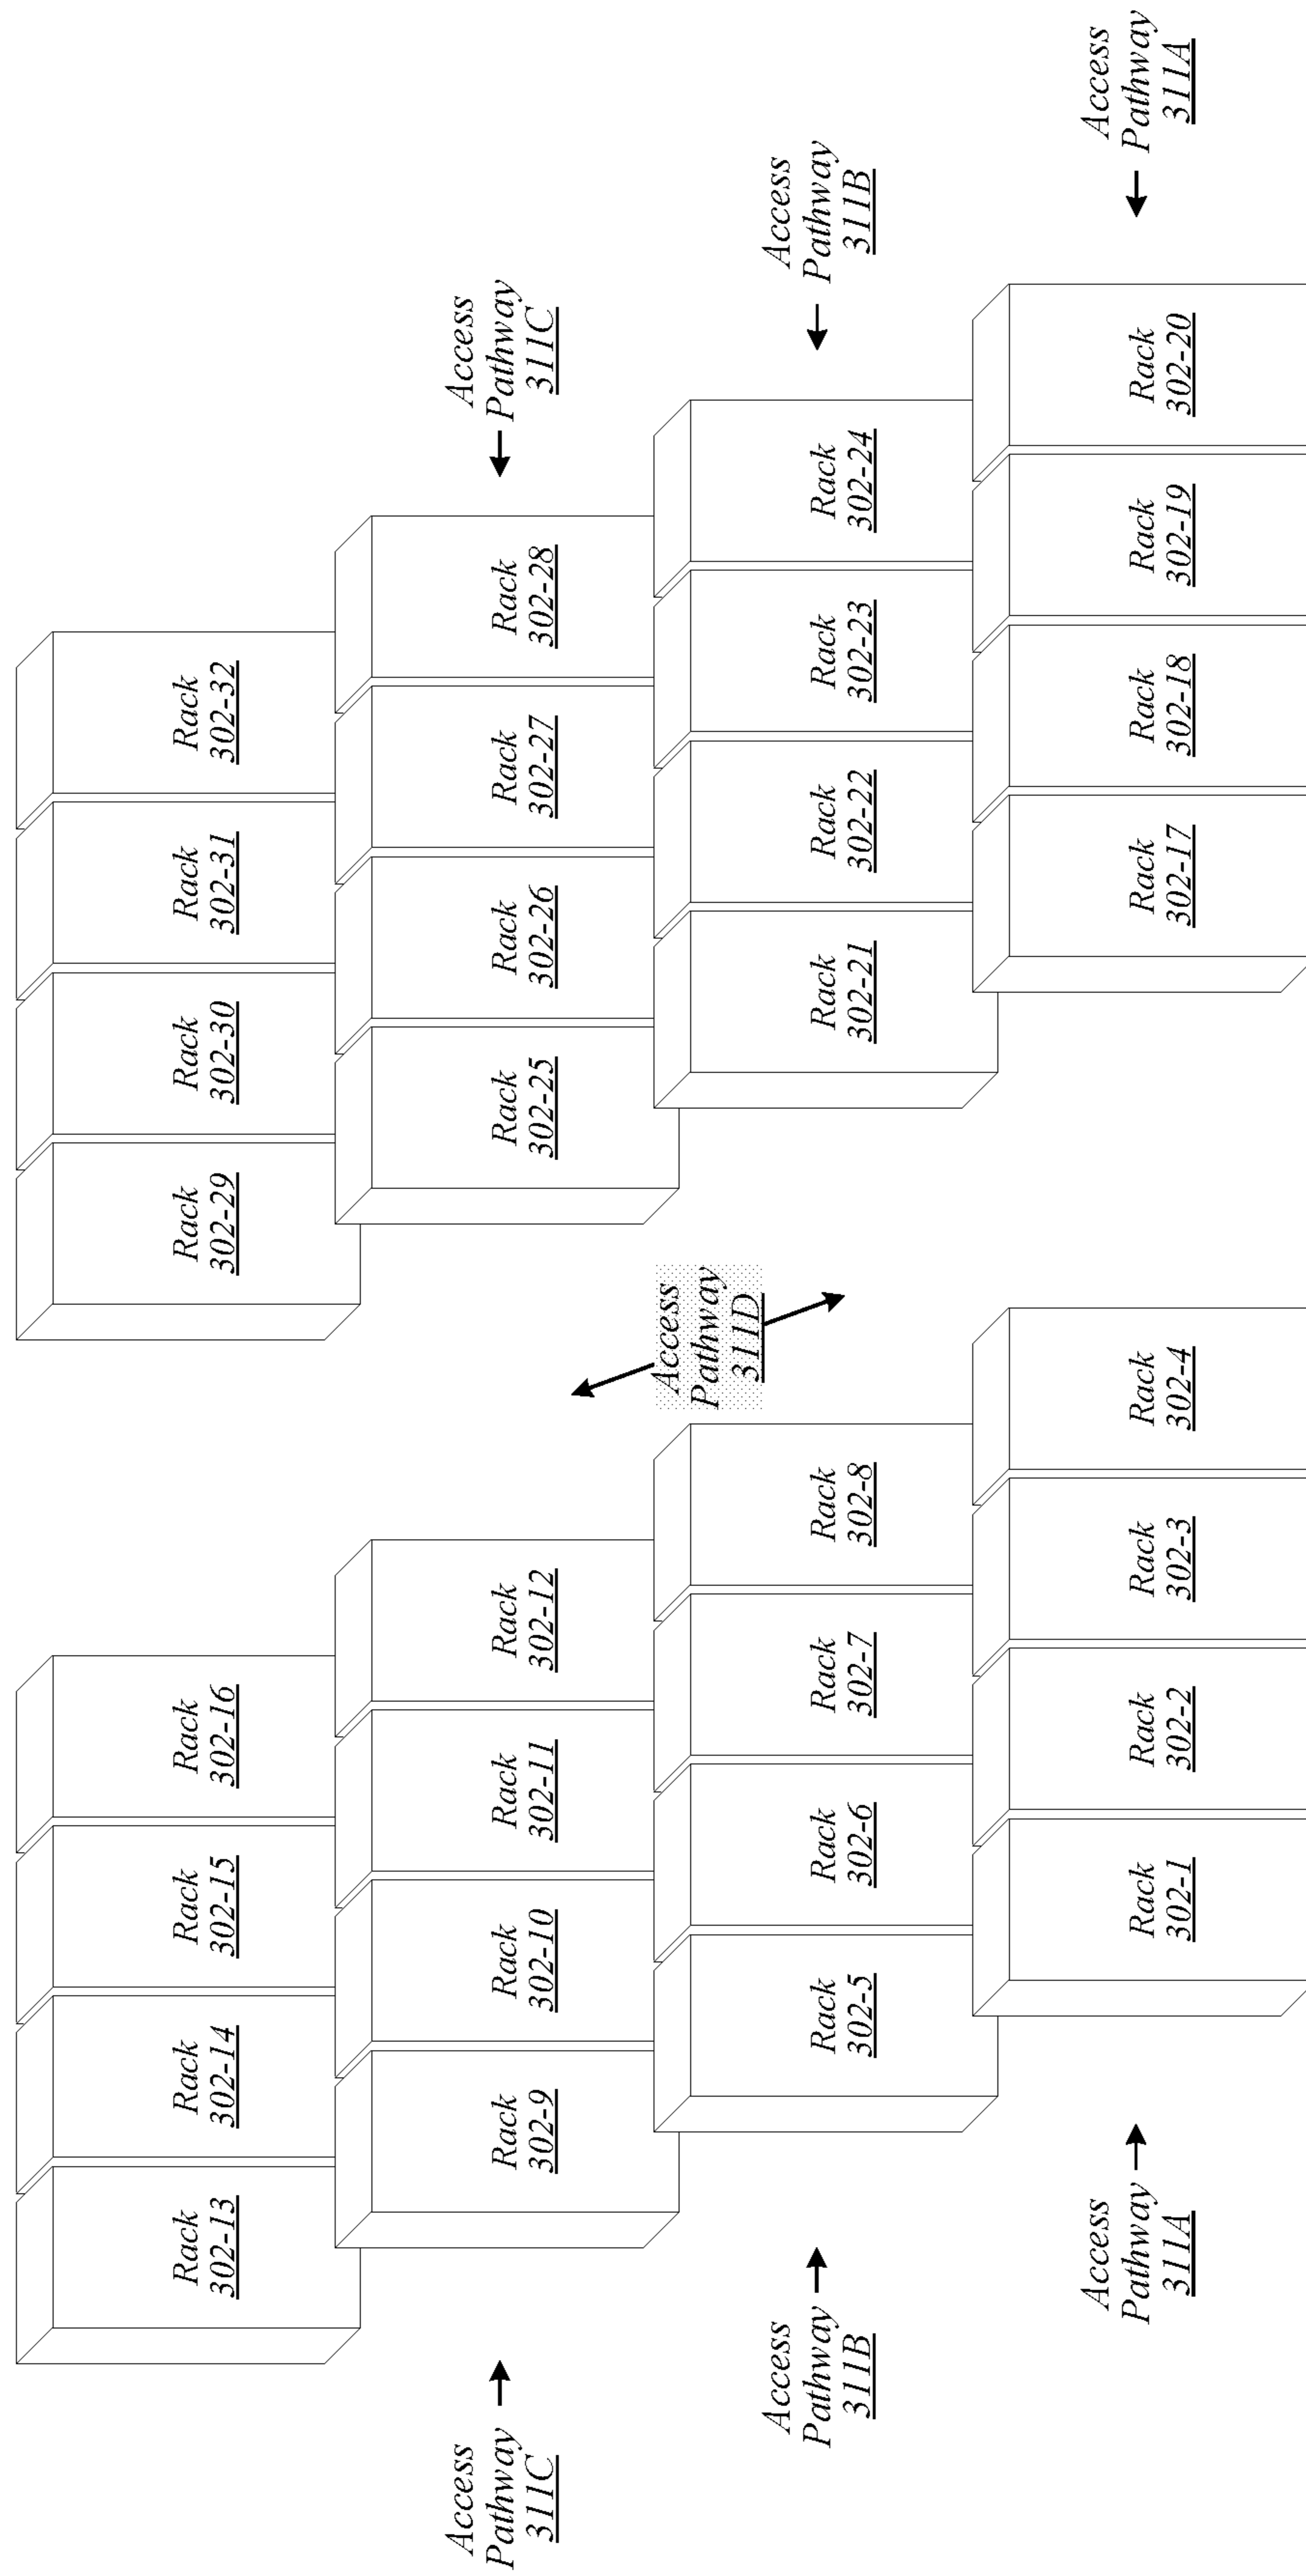 Rack
302-13
Rack
302-14
Rack
302-15
Rack
302-16
Rack
302-29
Rack
302-30
Rack
302-31
Rack
302-32
Access
Pathway
311C
Rack
302-9
Rack
302-10
Rack
302-11
Rack
302-12
Rack
302-25
Rack
302-26
Rack
302-27
Rack
302-28
Access
Pathway
311C
Access
Pathway
311D
Access
Pathway
311B
Rack
302-5
Rack
302-6
Rack
302-7
Rack
302-8
Rack
302-21
Rack
302-22
Rack
302-23
Rack
302-24
Access
Pathway
311B
Access
Pathway
311A
Rack
302-1
Rack
302-2
Rack
302-3
Rack
302-4
Rack
302-17
Rack
302-18
Rack
302-19
Rack
302-20
Access
Pathway
311A